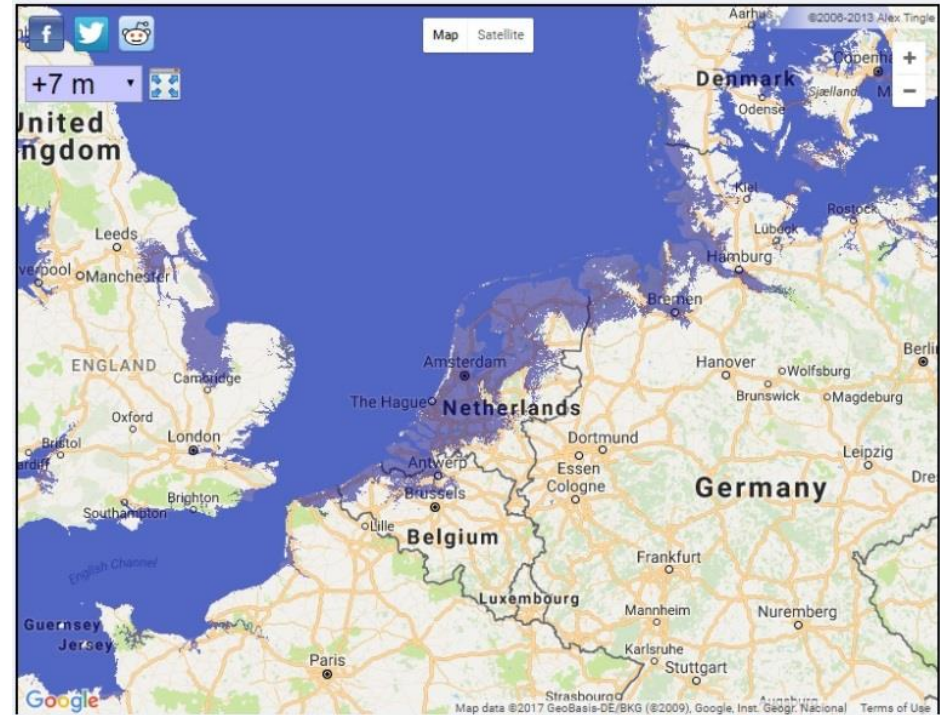 Aarhus
©2006-2013 Alex Tingle
f
Map Satellite
+7 m
+
−
Denmark
Sjælland
Odense
United
ngdom
Kiel
Rostock
Lübeck
Leeds
Hamburg
verpool Manchester
Bremen
ENGLAND
Amsterdam
Hanover Wolfsburg
Berli
Cambridge
The Hague Netherlands
Brunswick Magdeburg
Oxford
London
Bristol
Cardiff
Dortmund
Essen
Leipzig
Antwerp
Cologne
Germany
Dre
Brussels
Brighton
Southampton
Lille
Belgium
English Channel
Frankfurt
Luxembourg
Guernsey
Jersey
Mannheim
Nuremberg
Karlsruhe
Paris
Stuttgart
Strasbourg
Google
Map data ©2017 GeoBasis-DE/BKG (©2009), Google, Inst. Geogr. Nacional Terms of Use